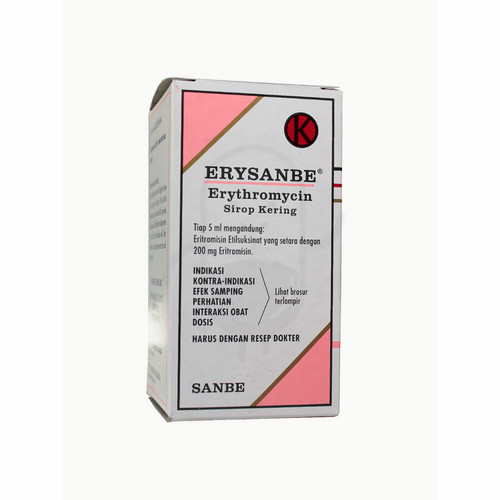 K
ERYSANBE®
Erythromycin
Sirop Kering
Tiap 5 ml mengandung:
Eritromisin Etilsuksinat yang setara dengan
200 mg Eritromisin.
INDIKASI
KONTRA-INDIKASI
EFEK SAMPING
PERHATIAN
INTERAKSI OBAT
DOSIS
Lihat brosur
terlampir
HARUS DENGAN RESEP DOKTER
SANBE